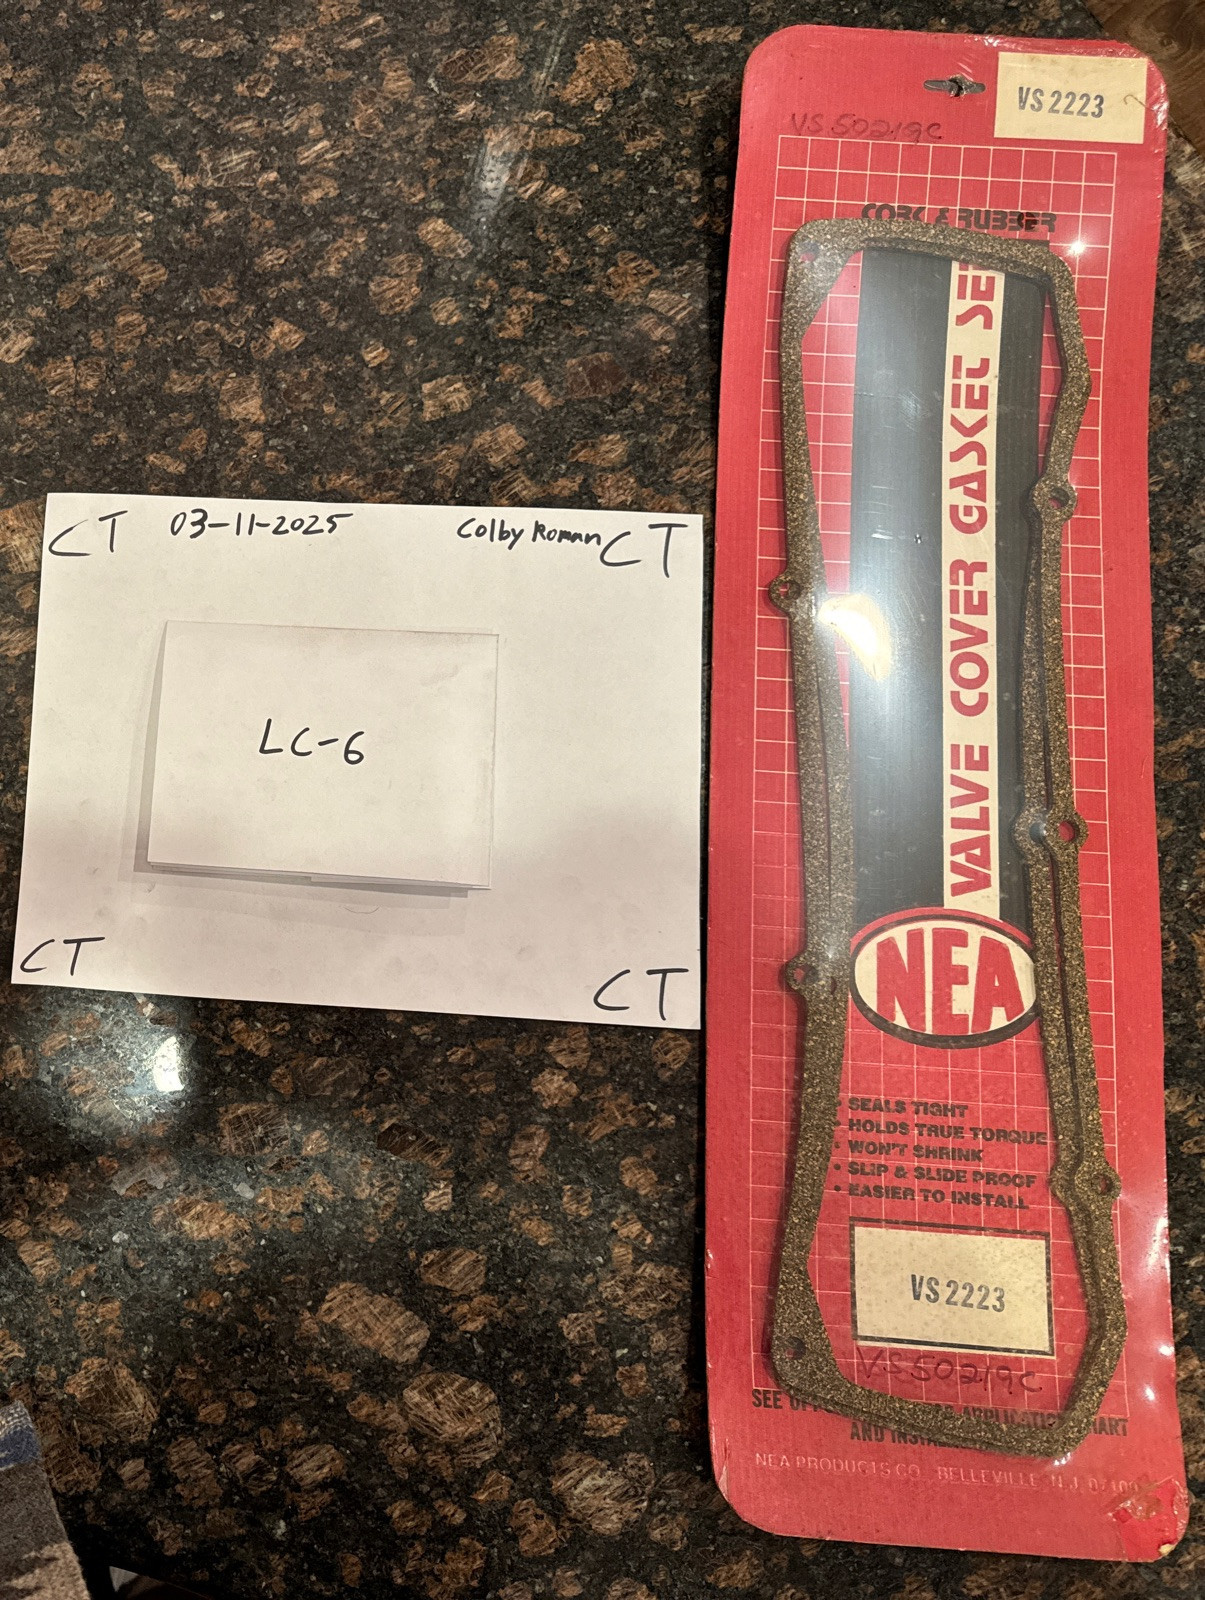 CT 03-11-2025 Colby Roman CT
LC-6
CT CT
VS 2223
VS 50219C
CORK & RUBBER
VALVE COVER GASKET SET
NEA
• SEALS TIGHT
• HOLDS TRUE TORQUE
• WON'T SHRINK
• SLIP & SLIDE PROOF
• EASIER TO INSTALL
VS 2223
VS 50219C
SEE APPLICATION CHART
AND
NEA PRODUCTS CO., BELLEVILLE, N.J.